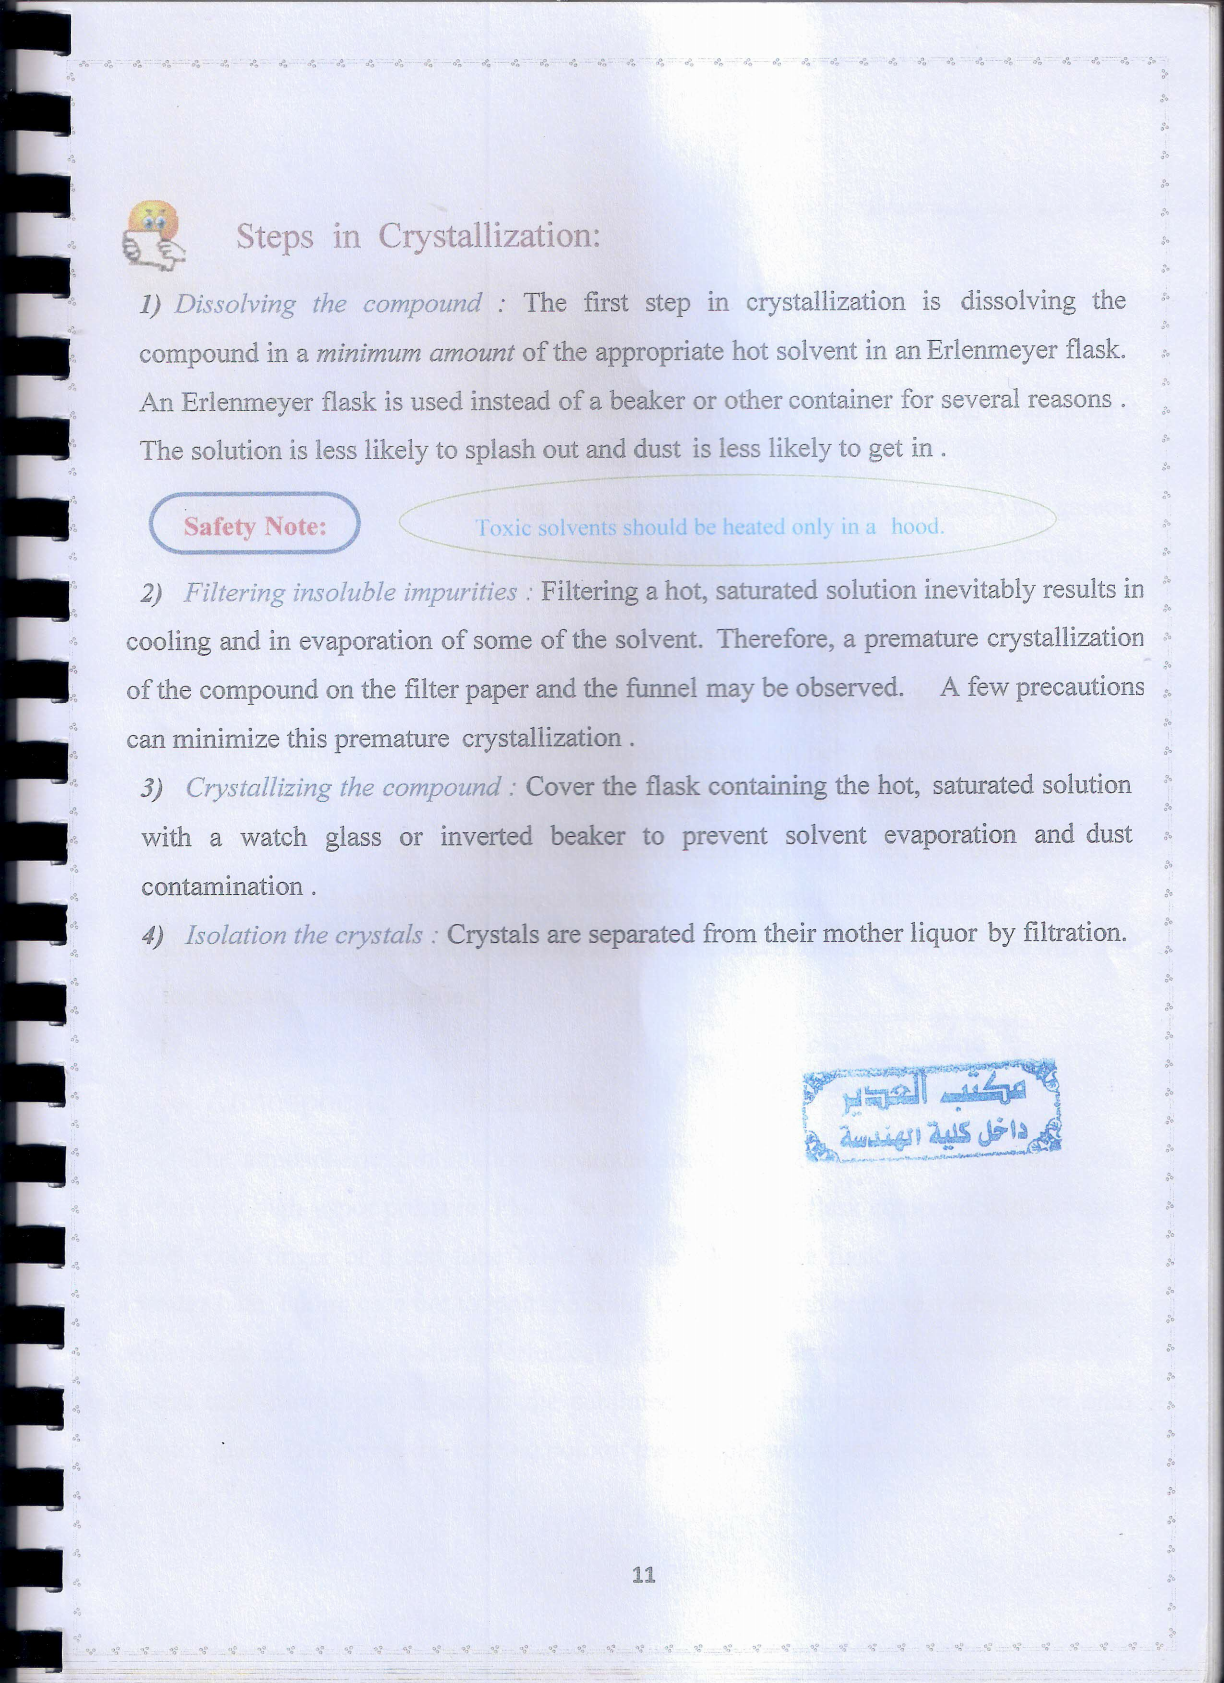 Steps in Crystallization:
1) Dissolving the compound : The first step in crystallization is dissolving the
compound in a minimum amount of the appropriate hot solvent in an Erlenmeyer flask.
An Erlenmeyer flask is used instead of a beaker or other container for several reasons .
The solution is less likely to splash out and dust is less likely to get in .
Safety Note: Toxic solvents should be heated only in a hood.
2) Filtering insoluble impurities : Filtering a hot, saturated solution inevitably results in
cooling and in evaporation of some of the solvent. Therefore, a premature crystallization
of the compound on the filter paper and the funnel may be observed. A few precautions
can minimize this premature crystallization .
3) Crystallizing the compound : Cover the flask containing the hot, saturated solution
with a watch glass or inverted beaker to prevent solvent evaporation and dust
contamination .
4) Isolation the crystals : Crystals are separated from their mother liquor by filtration.
مكتب الغدير
داخل كلية الهندسة
11